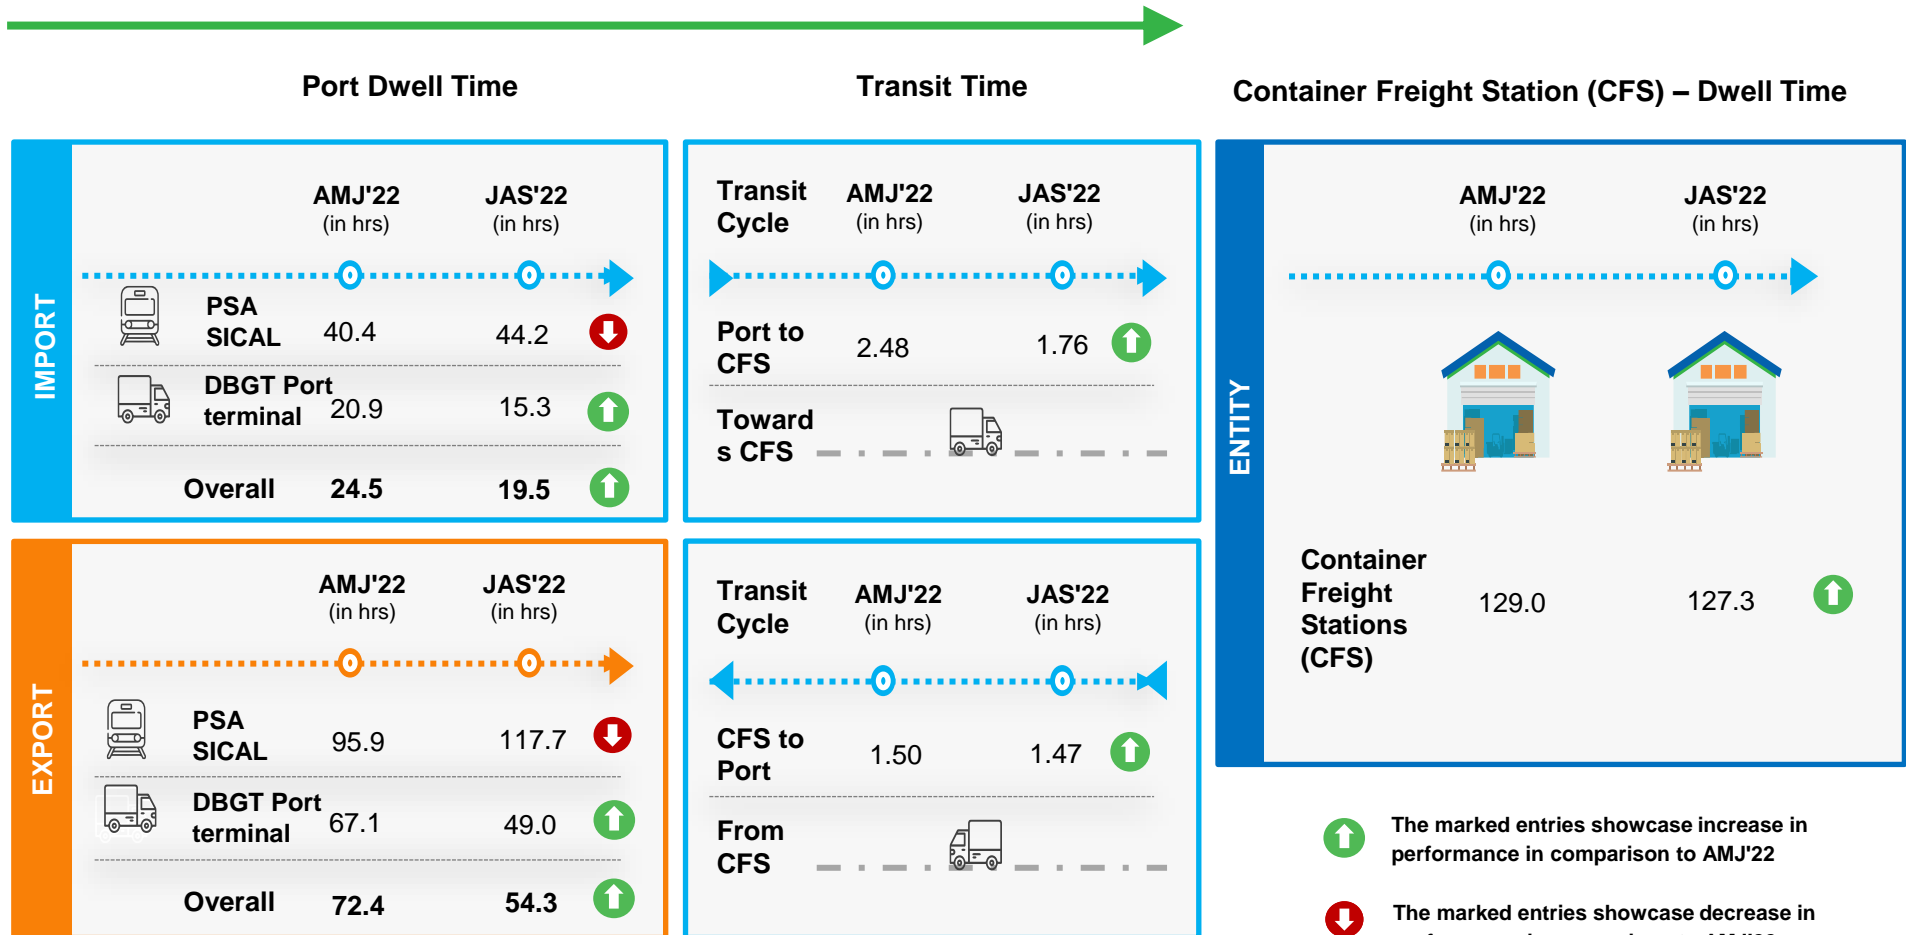 Port Dwell Time
Transit Time
Container Freight Station (CFS) – Dwell Time
IMPORT
AMJ'22
(in hrs)
JAS'22
(in hrs)
PSA
SICAL
40.4
44.2
DBGT Port
terminal
20.9
15.3
Overall
24.5
19.5
Transit
Cycle
AMJ'22
(in hrs)
JAS'22
(in hrs)
Port to
CFS
2.48
1.76
Toward
s CFS
ENTITY
AMJ'22
(in hrs)
JAS'22
(in hrs)
Container
Freight
Stations
(CFS)
129.0
127.3
EXPORT
AMJ'22
(in hrs)
JAS'22
(in hrs)
PSA
SICAL
95.9
117.7
DBGT Port
terminal
67.1
49.0
Overall
72.4
54.3
Transit
Cycle
AMJ'22
(in hrs)
JAS'22
(in hrs)
CFS to
Port
1.50
1.47
From
CFS
The marked entries showcase increase in
performance in comparison to AMJ'22
The marked entries showcase decrease in